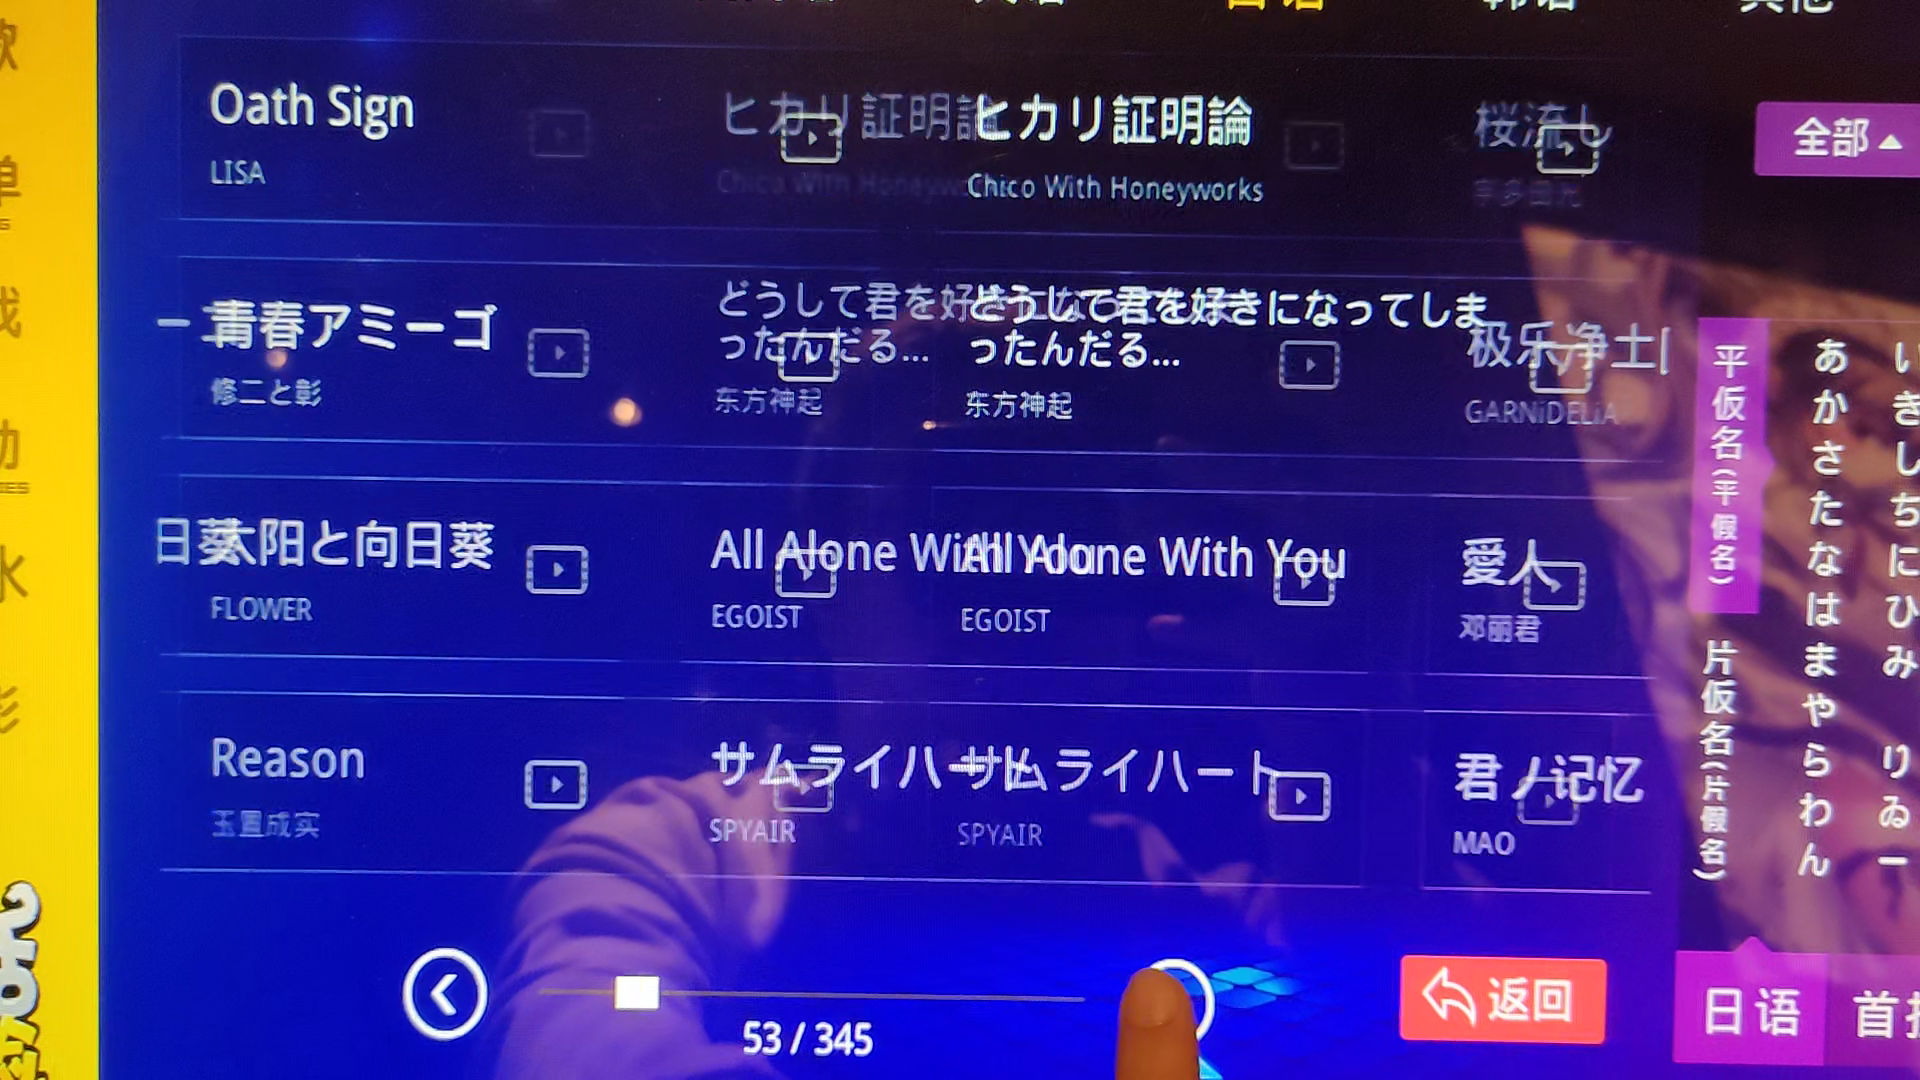 日语
Oath Sign
LISA
ヒカリ証明論
Chico With Honeyworks
ヒカリ証明論
Chico With Honeyworks
桜流し
宇多田光
全部
青春アミーゴ
修二と彰
どうして君を好きになってしま
ったんだる...
东方神起
どうして君を好きになってしま
ったんだる...
东方神起
极乐净土
GARNiDELiA
太阳と向日葵
FLOWER
All Alone With You
EGOIST
All Alone With You
EGOIST
愛人
邓丽君
Reason
玉置成实
サムライハート
SPYAIR
サムライハート
SPYAIR
君ノ记忆
MAO
平仮名(平假名)
片仮名(片假名)
あかさたなはまやらわん
いきしちにひみ りゐー
53 / 345
返回
日语
首